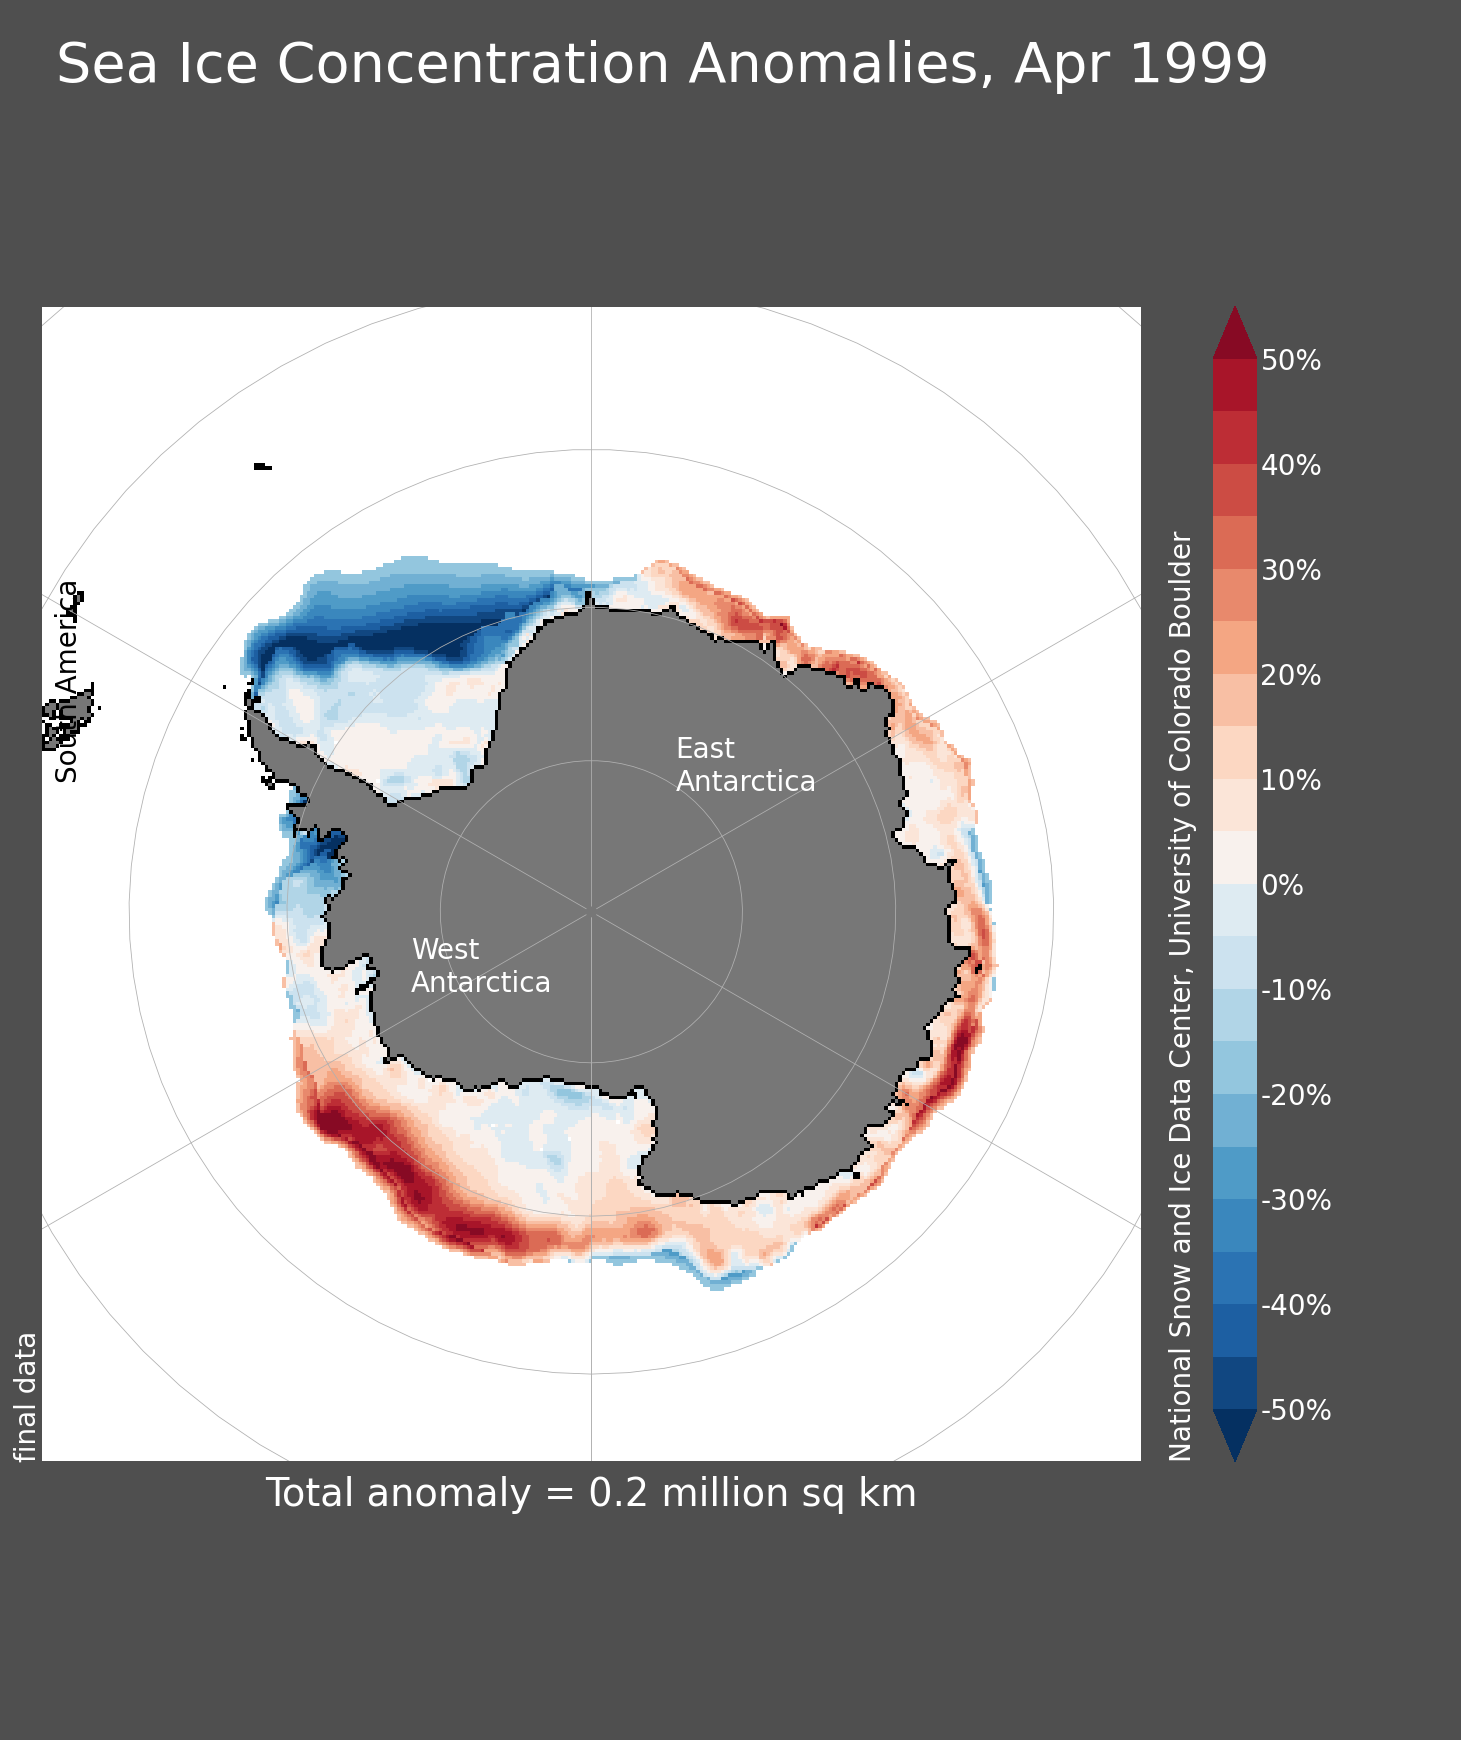 Sea Ice Concentration Anomalies, Apr 1999
South America
East
Antarctica
West
Antarctica
final data
National Snow and Ice Data Center, University of Colorado Boulder
50%
40%
30%
20%
10%
0%
-10%
-20%
-30%
-40%
-50%
Total anomaly = 0.2 million sq km